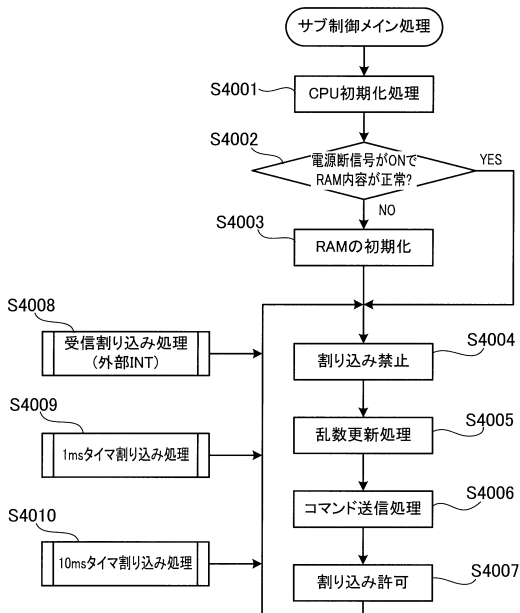 サブ制御メイン処理
S4001
CPU初期化処理
S4002
電源断信号がONで
RAM内容が正常?
YES
NO
S4003
RAMの初期化
S4008
受信割り込み処理
(外部INT)
S4004
割り込み禁止
S4009
1msタイマ割り込み処理
S4005
乱数更新処理
S4006
コマンド送信処理
S4010
10msタイマ割り込み処理
S4007
割り込み許可